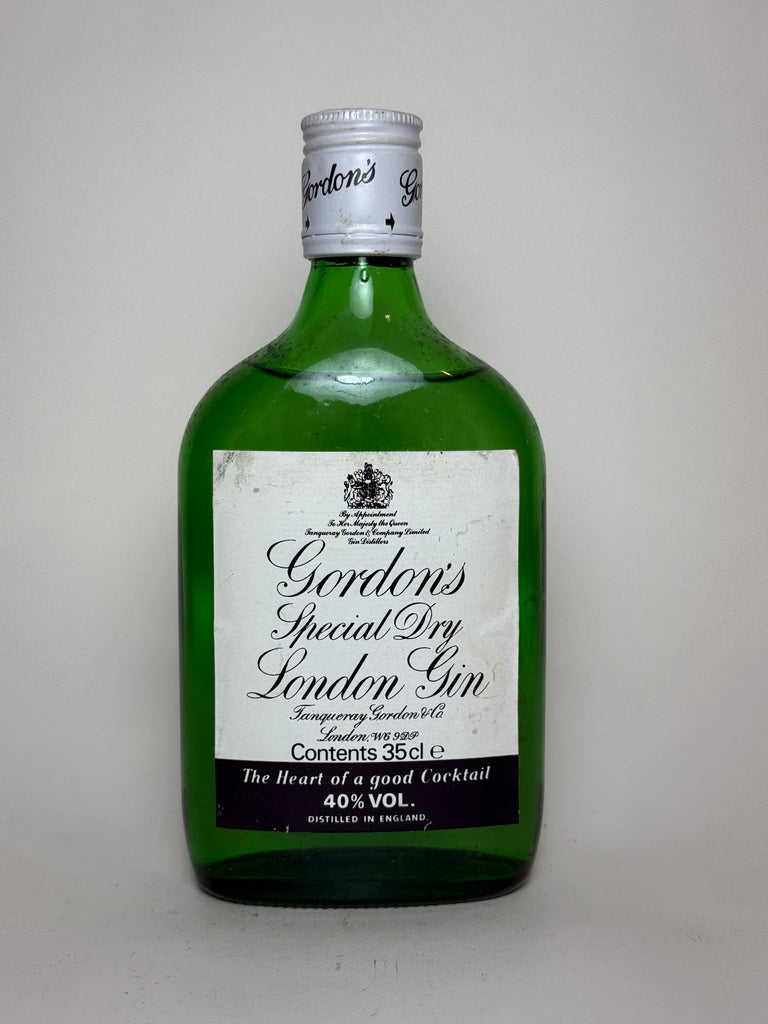 Gordon's Go
By Appointment
To Her Majesty the Queen
Tanqueray Gordon & Company Limited
Gin Distillers
Gordon's
Special Dry
London Gin
Tanqueray Gordon & Co.
London, W6 9DP
Contents 35cl ℮
The Heart of a good Cocktail
40% VOL.
DISTILLED IN ENGLAND